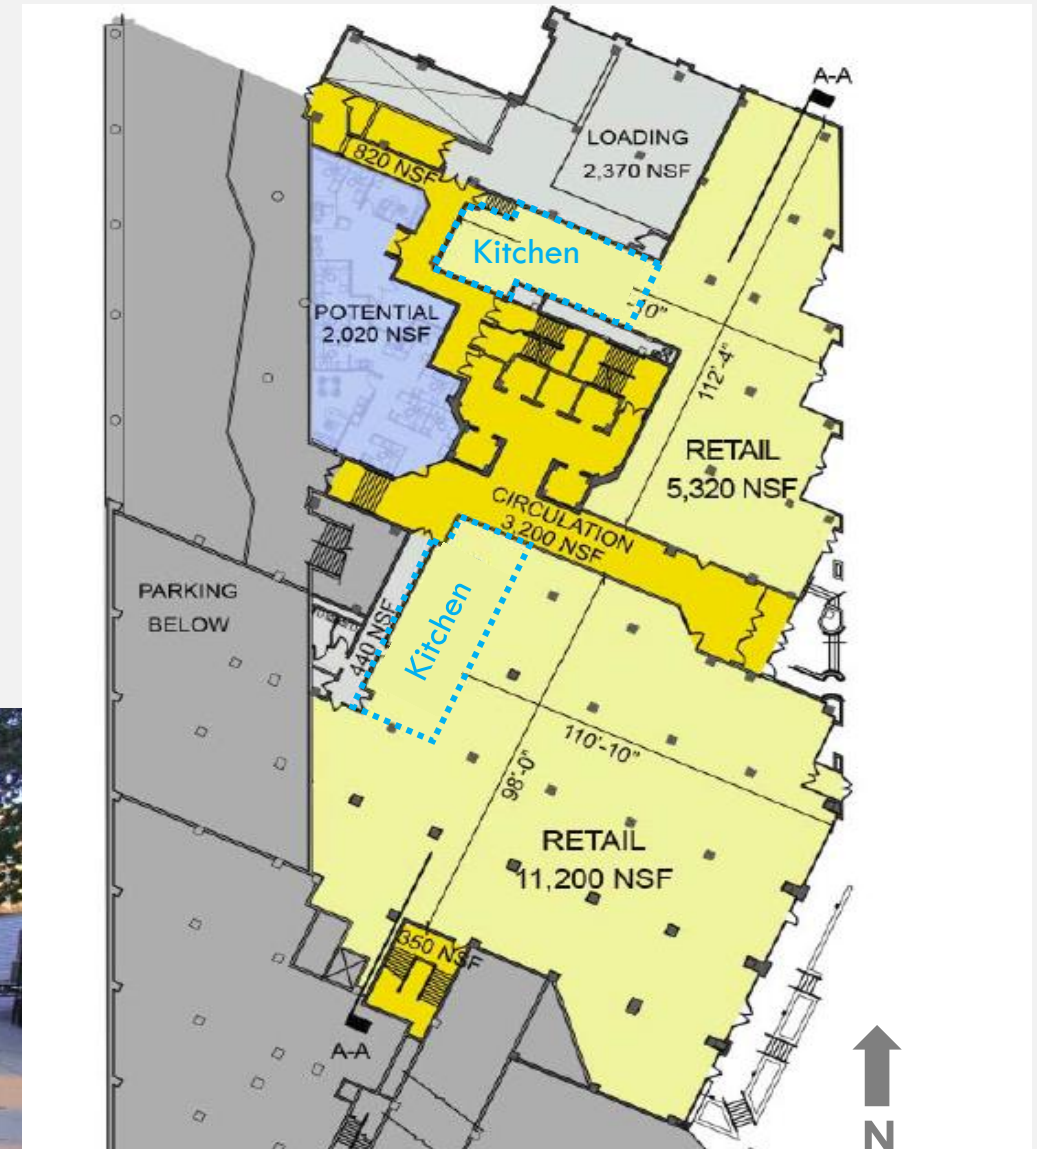 A-A
LOADING
2,370 NSF
820 NSF
Kitchen
POTENTIAL
2,020 NSF
10"
112'-4"
RETAIL
5,320 NSF
CIRCULATION
3,200 NSF
PARKING
BELOW
440 NSF
Kitchen
110'-10"
98'-0"
RETAIL
11,200 NSF
350 NSF
A-A
N